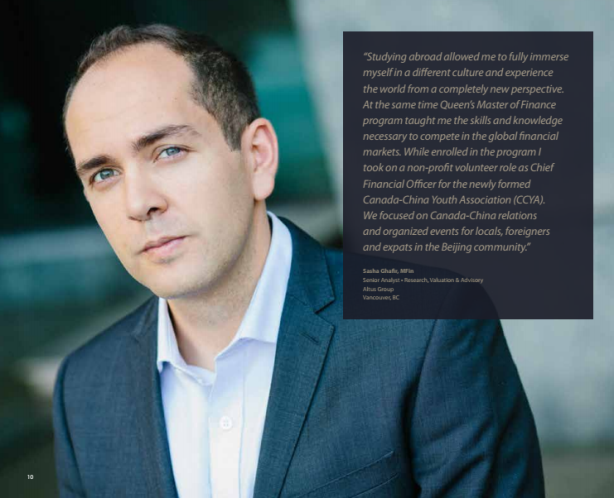 “Studying abroad allowed me to fully immerse
myself in a different culture and experience
the world from a completely new perspective.
At the same time Queen’s Master of Finance
program taught me the skills and knowledge
necessary to compete in the global financial
markets. While enrolled in the program I
took on a non-profit volunteer role as Chief
Financial Officer for the newly formed
Canada-China Youth Association (CCYA).
We focused on Canada-China relations
and organized events for locals, foreigners
and expats in the Beijing community.”
Sasha MFin
Senior Analyst • Research, Valuation & Advisory
Altus Group
Vancouver, BC
10